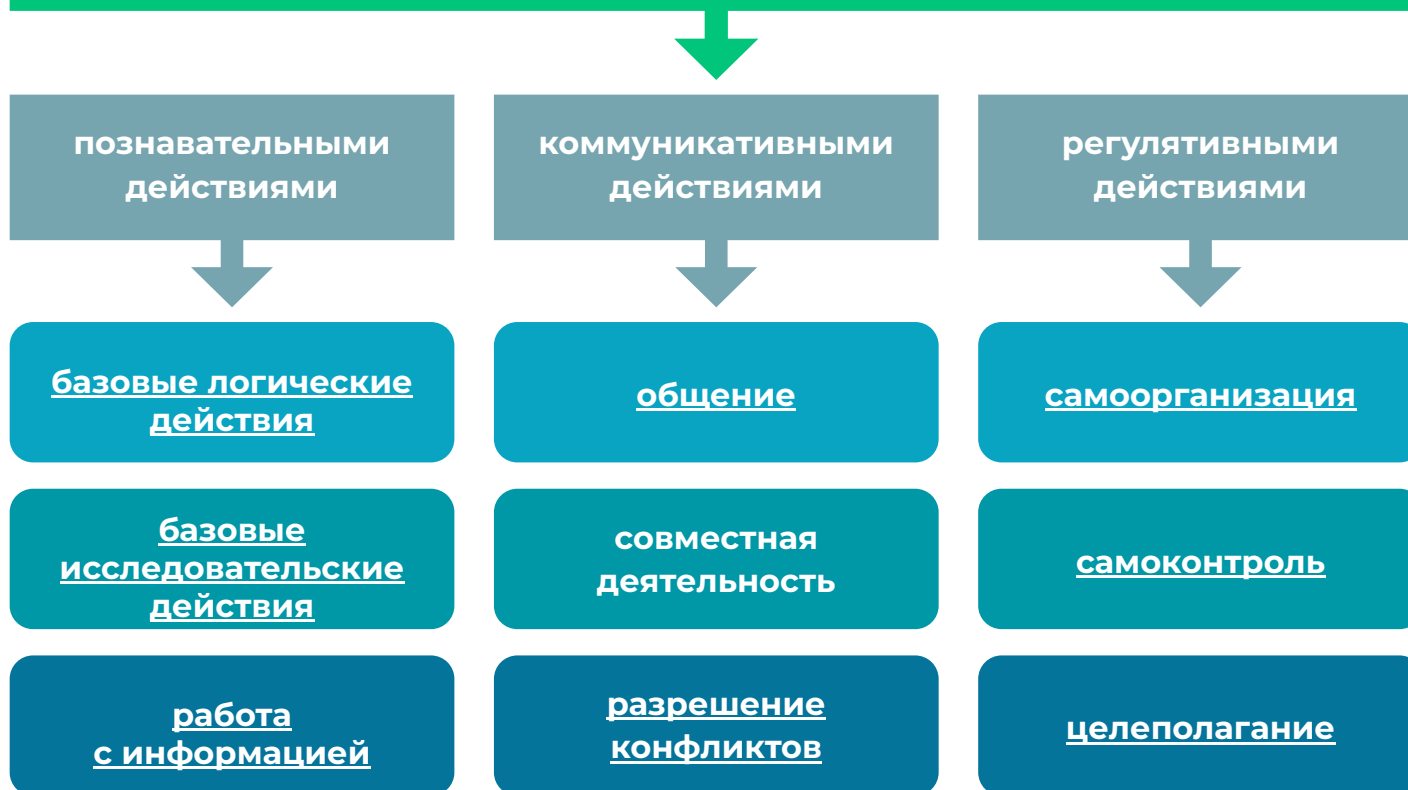 познавательными
действиями
коммуникативными
действиями
регулятивными
действиями
базовые логические
действия
общение
самоорганизация
базовые
исследовательские
действия
совместная
деятельность
самоконтроль
работа
с информацией
разрешение
конфликтов
целеполагание